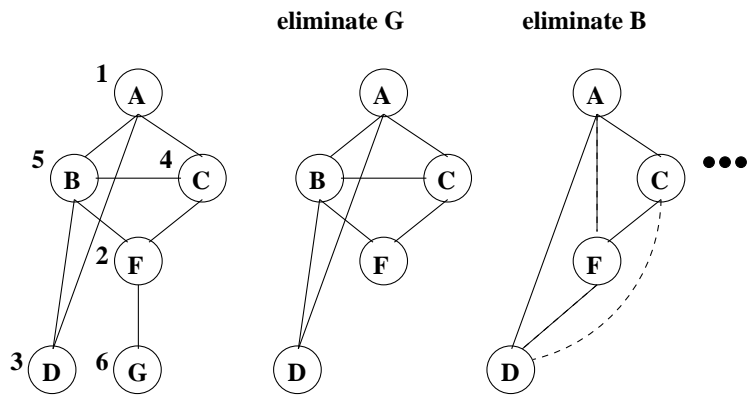 eliminate G eliminate B
1 A A A
5 B 4 C B C C
2 F F F
3 D 6 G D D